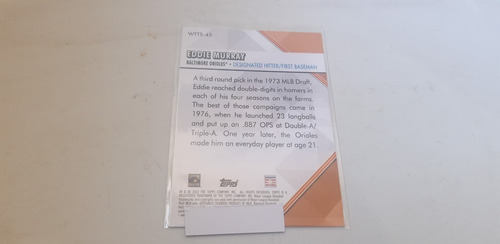 WTTS-45
EDDIE MURRAY
BALTIMORE ORIOLES® • DESIGNATED HITTER/FIRST BASEMAN
A third round pick in the 1973 MLB Draft,
Eddie reached double-digits in homers in
each of his four seasons on the farms.
The best of those campaigns came in
1976, when he launched 23 longballs
and put up an .887 OPS at Double-A/
Triple-A. One year later, the Orioles
made him an everyday player at age 21.
Topps